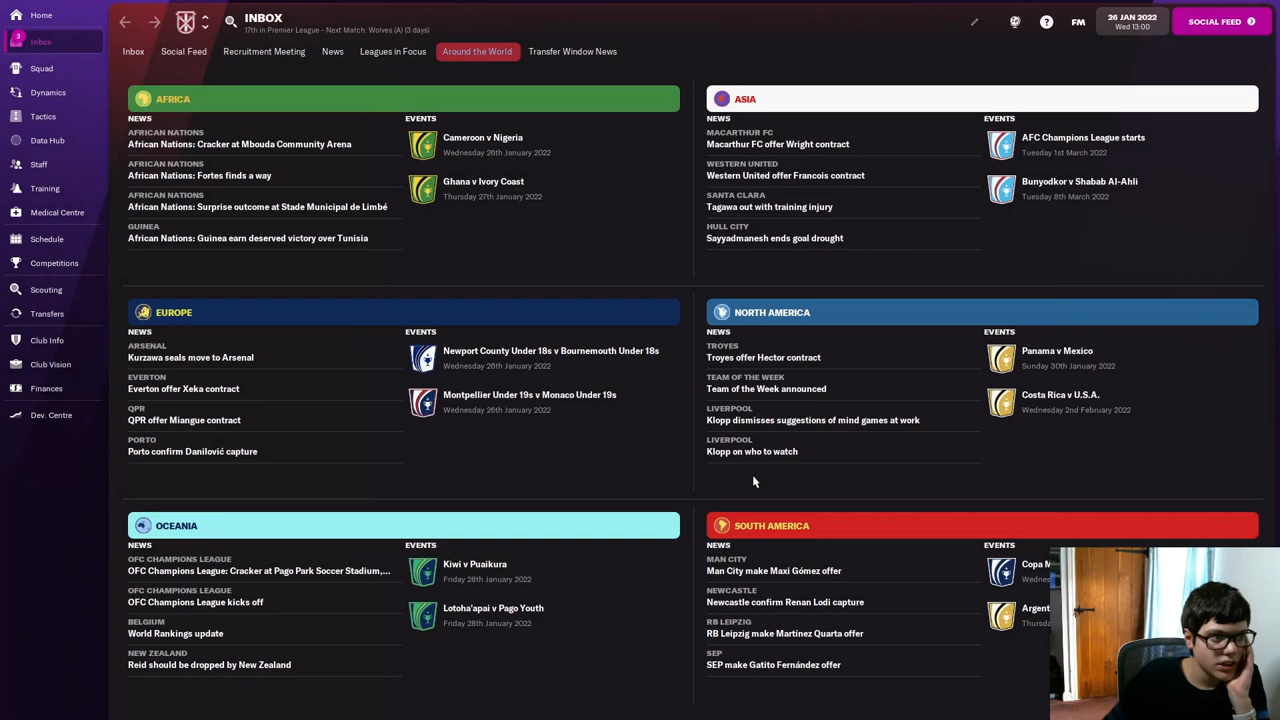 Home
INBOX
17th in Premier League - Next Match: Wolves (A) (3 days)
FM
26 JAN 2022
Wed 13:00
SOCIAL FEED
3
Inbox
Squad
Dynamics
Tactics
Data Hub
Staff
Training
Medical Centre
Schedule
Competitions
Scouting
Transfers
Club Info
Club Vision
Finances
Dev. Centre
Inbox
Social Feed
Recruitment Meeting
News
Leagues in Focus
Around the World
Transfer Window News
AFRICA
NEWS
AFRICAN NATIONS
African Nations: Cracker at Mbouda Community Arena
AFRICAN NATIONS
African Nations: Fortes finds a way
AFRICAN NATIONS
African Nations: Surprise outcome at Stade Municipal de Limbé
GUINEA
African Nations: Guinea earn deserved victory over Tunisia
EVENTS
Cameroon v Nigeria
Wednesday 26th January 2022
Ghana v Ivory Coast
Thursday 27th January 2022
ASIA
NEWS
MACARTHUR FC
Macarthur FC offer Wright contract
WESTERN UNITED
Western United offer Francois contract
SANTA CLARA
Tagawa out with training injury
HULL CITY
Sayyadmanesh ends goal drought
EVENTS
AFC Champions League starts
Tuesday 1st March 2022
Bunyodkor v Shabab Al-Ahli
Tuesday 8th March 2022
EUROPE
NEWS
ARSENAL
Kurzawa seals move to Arsenal
EVERTON
Everton offer Xeka contract
QPR
QPR offer Miangue contract
PORTO
Porto confirm Danilović capture
EVENTS
Newport County Under 18s v Bournemouth Under 18s
Wednesday 26th January 2022
Montpellier Under 19s v Monaco Under 19s
Wednesday 26th January 2022
NORTH AMERICA
NEWS
TROYES
Troyes offer Hector contract
TEAM OF THE WEEK
Team of the Week announced
LIVERPOOL
Klopp dismisses suggestions of mind games at work
LIVERPOOL
Klopp on who to watch
EVENTS
Panama v Mexico
Sunday 30th January 2022
Costa Rica v U.S.A.
Wednesday 2nd February 2022
OCEANIA
NEWS
OFC CHAMPIONS LEAGUE
OFC Champions League: Cracker at Pago Park Soccer Stadium,...
OFC CHAMPIONS LEAGUE
OFC Champions League kicks off
BELGIUM
World Rankings update
NEW ZEALAND
Reid should be dropped by New Zealand
EVENTS
Kiwi v Puaikura
Friday 28th January 2022
Lotoha'apai v Pago Youth
Friday 28th January 2022
SOUTH AMERICA
NEWS
MAN CITY
Man City make Maxi Gómez offer
NEWCASTLE
Newcastle confirm Renan Lodi capture
RB LEIPZIG
RB Leipzig make Martínez Quarta offer
SEP
SEP make Gatito Fernández offer
EVENTS
Copa M
Wednes
Argent
Thursda